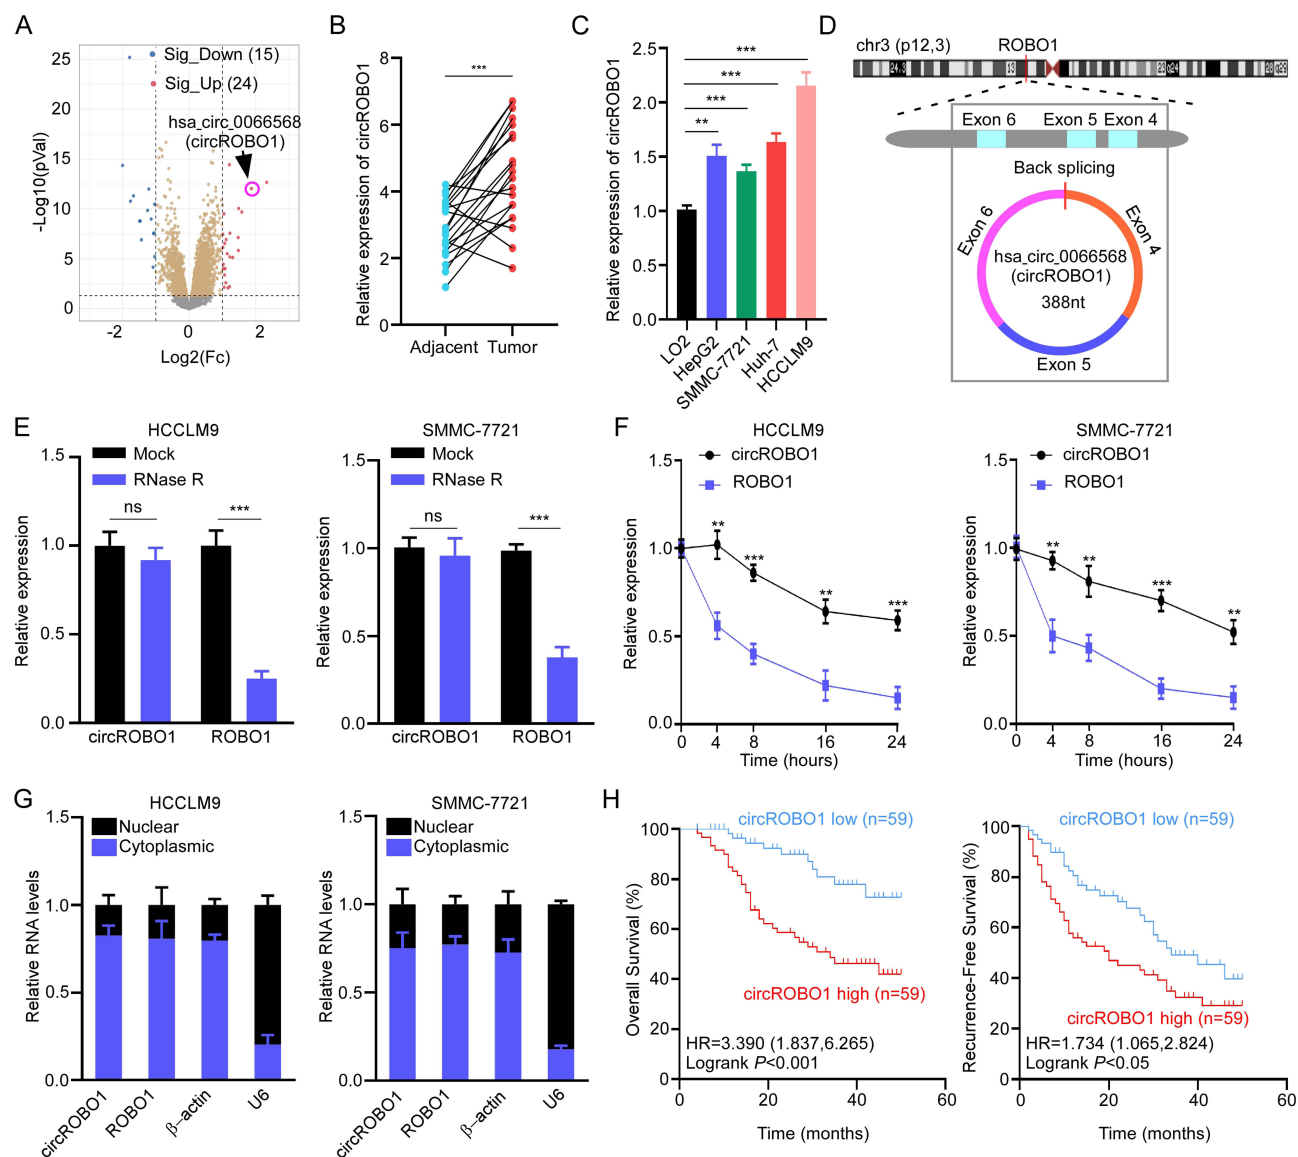 A
Sig_Down (15)
Sig_Up (24)
hsa_circ_0066568
(circROBO1)
25
20
15
10
5
0
-Log10(pVal)
-2
0
2
Log2(Fc)
B
Relative expression of circROBO1
8
6
4
2
0
***
Adjacent
Tumor
C
Relative expression of circROBO1
2.5
2.0
1.5
1.0
0.5
0.0
***
***
***
**
LO2
HepG2
SMMC-7721
Huh-7
HCCLM9
D
chr3 (p12,3)
ROBO1
24.3
13
q24
q29
Exon 6
Exon 5
Exon 4
Back splicing
Exon 6
Exon 4
hsa_circ_0066568
(circROBO1)
388nt
Exon 5
E
HCCLM9
Mock
RNase R
Relative expression
1.5
1.0
0.5
0.0
ns
***
circROBO1
ROBO1
SMMC-7721
Mock
RNase R
Relative expression
1.5
1.0
0.5
0.0
ns
***
circROBO1
ROBO1
F
HCCLM9
circROBO1
ROBO1
Relative expression
1.5
1.0
0.5
0.0
**
***
**
***
0
4
8
16
24
Time (hours)
SMMC-7721
circROBO1
ROBO1
Relative expression
1.5
1.0
0.5
0.0
**
**
***
**
0
4
8
16
24
Time (hours)
G
HCCLM9
Nuclear
Cytoplasmic
Relative RNA levels
1.5
1.0
0.5
0.0
circROBO1
ROBO1
β-actin
U6
SMMC-7721
Nuclear
Cytoplasmic
Relative RNA levels
1.5
1.0
0.5
0.0
circROBO1
ROBO1
β-actin
U6
H
circROBO1 low (n=59)
Overall Survival (%)
100
80
60
40
20
0
circROBO1 high (n=59)
HR=3.390 (1.837,6.265)
Logrank P<0.001
0
20
40
60
Time (months)
circROBO1 low (n=59)
Recurrence-Free Survival (%)
100
80
60
40
20
0
circROBO1 high (n=59)
HR=1.734 (1.065,2.824)
Logrank P<0.05
0
20
40
60
Time (months)